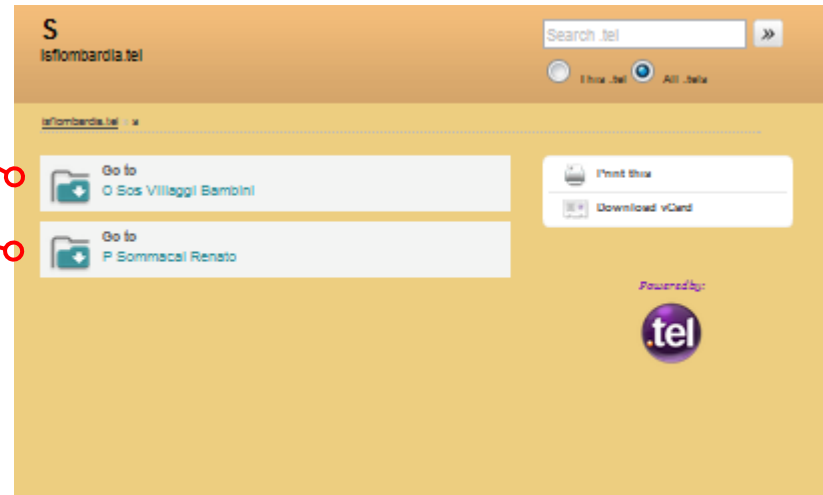 S
isflombardia.tel
Search .tel
»
This .tel All .tels
isflombardia.tel › s
Go to
O Sos Villaggi Bambini
Go to
P Sommacal Renato
Print this
Download vCard
Powered by:
.tel